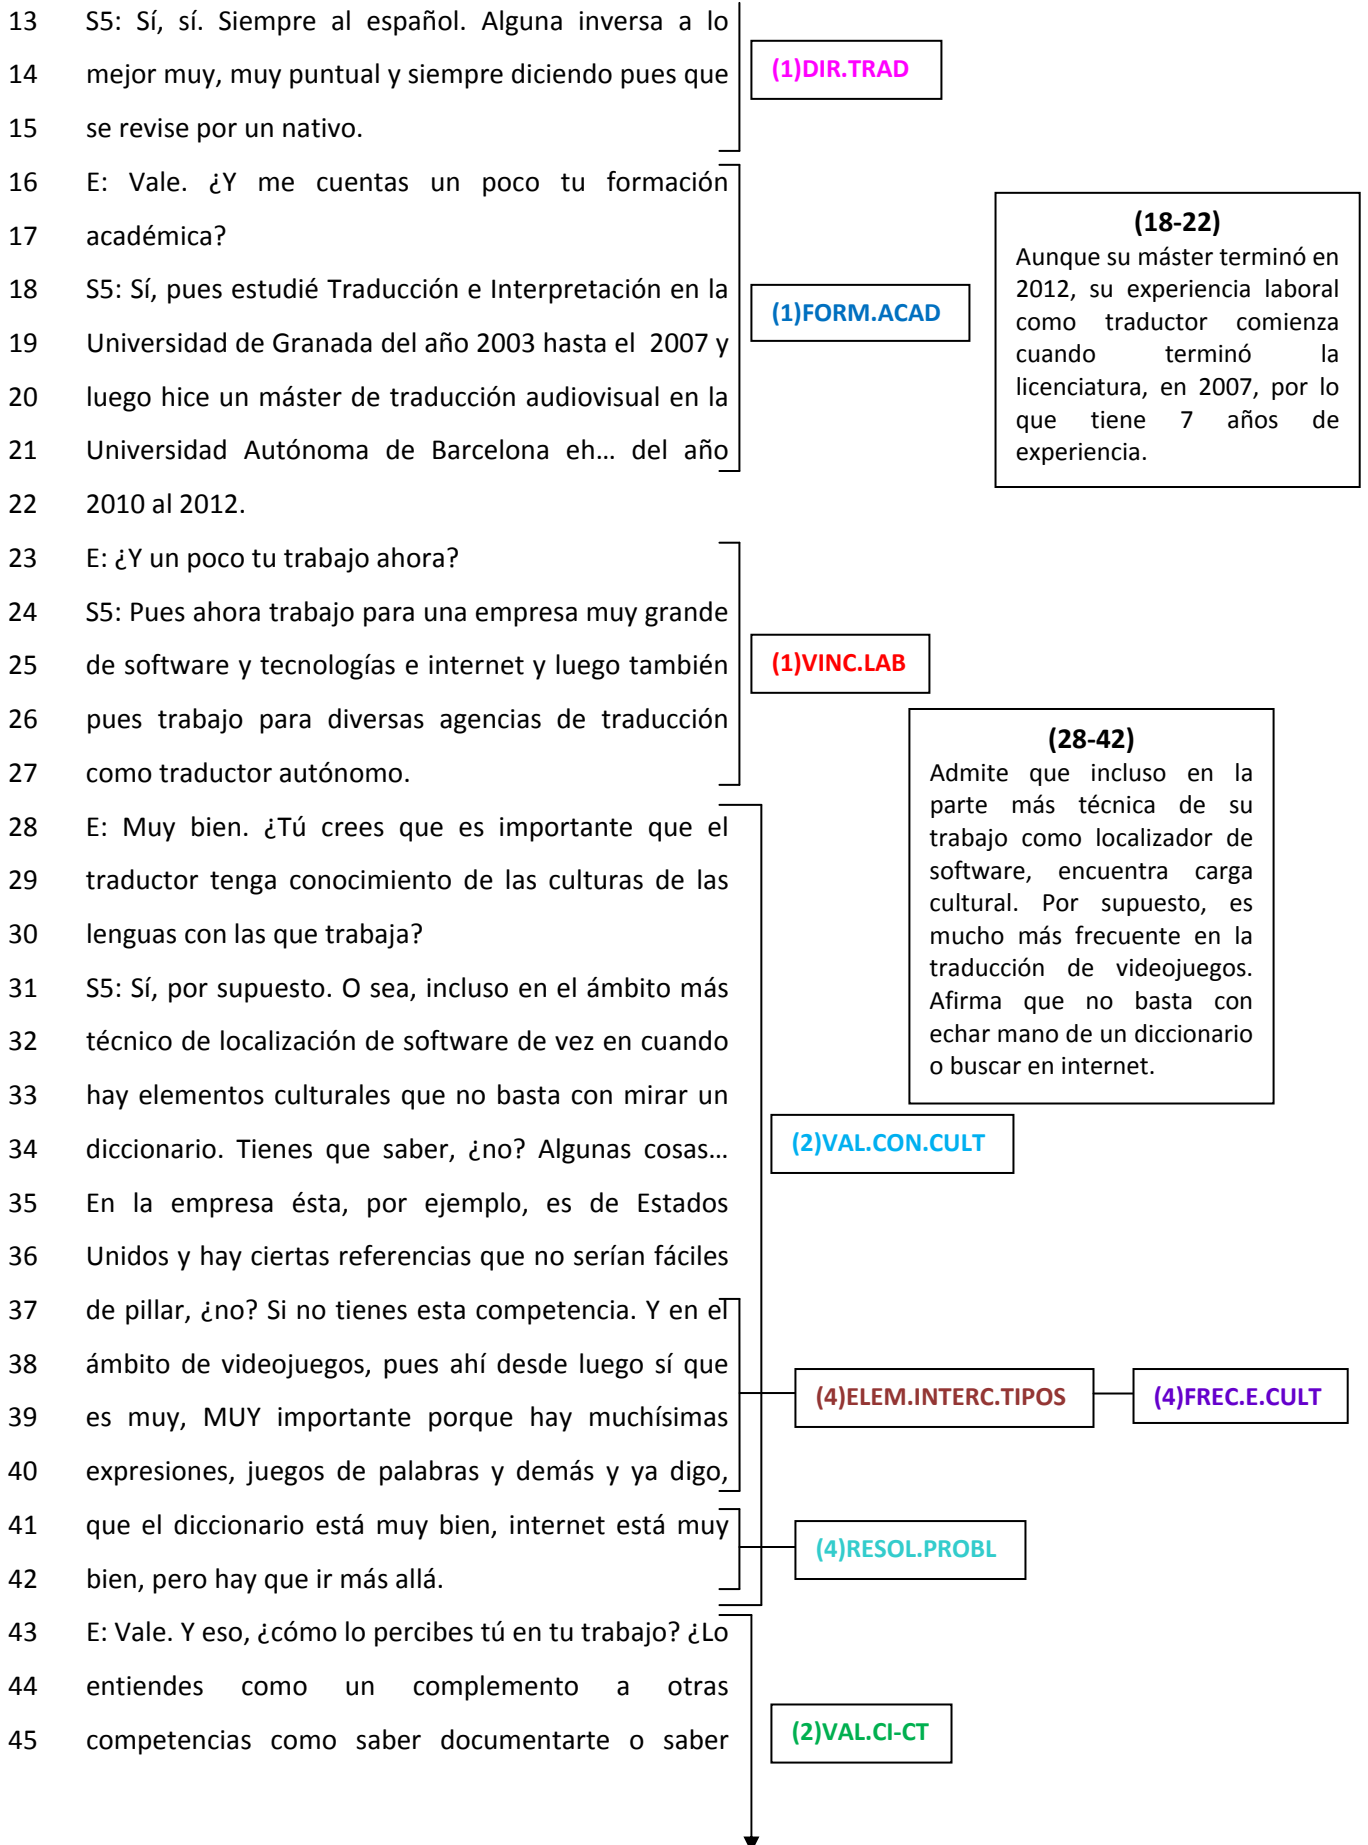 13 S5: Sí, sí. Siempre al español. Alguna inversa a lo
14 mejor muy, muy puntual y siempre diciendo pues que
15 se revise por un nativo.
(1)DIR.TRAD
16 E: Vale. ¿Y me cuentas un poco tu formación
17 académica?
18 S5: Sí, pues estudié Traducción e Interpretación en la
19 Universidad de Granada del año 2003 hasta el 2007 y
20 luego hice un máster de traducción audiovisual en la
21 Universidad Autónoma de Barcelona eh... del año
22 2010 al 2012.
(1)FORM.ACAD
(18-22)
Aunque su máster terminó en
2012, su experiencia laboral
como traductor comienza
cuando terminó la
licenciatura, en 2007, por lo
que tiene 7 años de
experiencia.
23 E: ¿Y un poco tu trabajo ahora?
24 S5: Pues ahora trabajo para una empresa muy grande
25 de software y tecnologías e internet y luego también
26 pues trabajo para diversas agencias de traducción
27 como traductor autónomo.
(1)VINC.LAB
28 E: Muy bien. ¿Tú crees que es importante que el
29 traductor tenga conocimiento de las culturas de las
30 lenguas con las que trabaja?
31 S5: Sí, por supuesto. O sea, incluso en el ámbito más
32 técnico de localización de software de vez en cuando
33 hay elementos culturales que no basta con mirar un
34 diccionario. Tienes que saber, ¿no? Algunas cosas...
35 En la empresa ésta, por ejemplo, es de Estados
36 Unidos y hay ciertas referencias que no serían fáciles
37 de pillar, ¿no? Si no tienes esta competencia. Y en el
38 ámbito de videojuegos, pues ahí desde luego sí que
39 es muy, MUY importante porque hay muchísimas
40 expresiones, juegos de palabras y demás y ya digo,
41 que el diccionario está muy bien, internet está muy
42 bien, pero hay que ir más allá.
(28-42)
Admite que incluso en la
parte más técnica de su
trabajo como localizador de
software, encuentra carga
cultural. Por supuesto, es
mucho más frecuente en la
traducción de videojuegos.
Afirma que no basta con
echar mano de un diccionario
o buscar en internet.
(2)VAL.CON.CULT
(4)ELEM.INTERC.TIPOS
(4)FREC.E.CULT
(4)RESOL.PROBL
43 E: Vale. Y eso, ¿cómo lo percibes tú en tu trabajo? ¿Lo
44 entiendes como un complemento a otras
45 competencias como saber documentarte o saber
(2)VAL.CI-CT